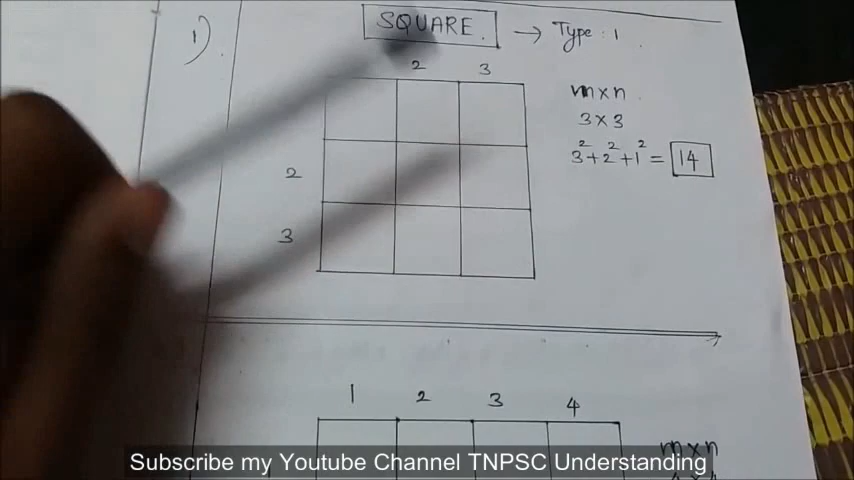 1)
SQUARE. → Type : 1
2 3
m×n
3×3
2
3²+2²+1² = 14
3
1 2 3 4
m×n
Subscribe my Youtube Channel TNPSC Understanding